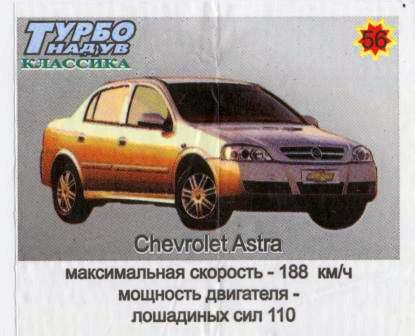 ТУРБО
НАДУВ
КЛАССИКА
56
Chevrolet Astra
максимальная скорость - 188 км/ч
мощность двигателя -
лошадиных сил 110